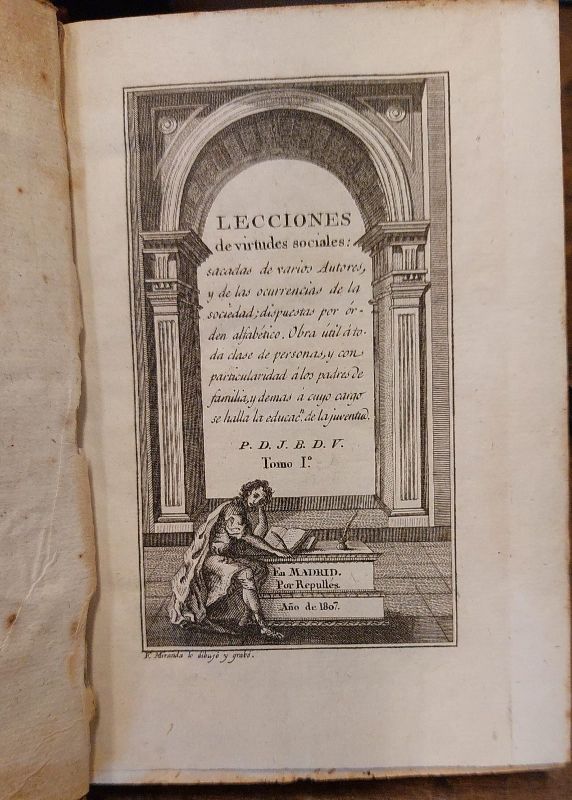 LECCIONES
de virtudes sociales:
sacadas de varios Autores,
y de las ocurrencias de la
sociedad; dispuestas por ór-
den alfabético. Obra útil á to-
da clase de personas, y con
particularidad á los padres de
familia, y demas á cuyo cargo
se halla la educacⁿ. de la juventud.
P. D. J. B. D. V.
Tomo I.º
En MADRID.
Por Repullés.
Año de 1807.
F. Miranda lo dibujó y grabó.